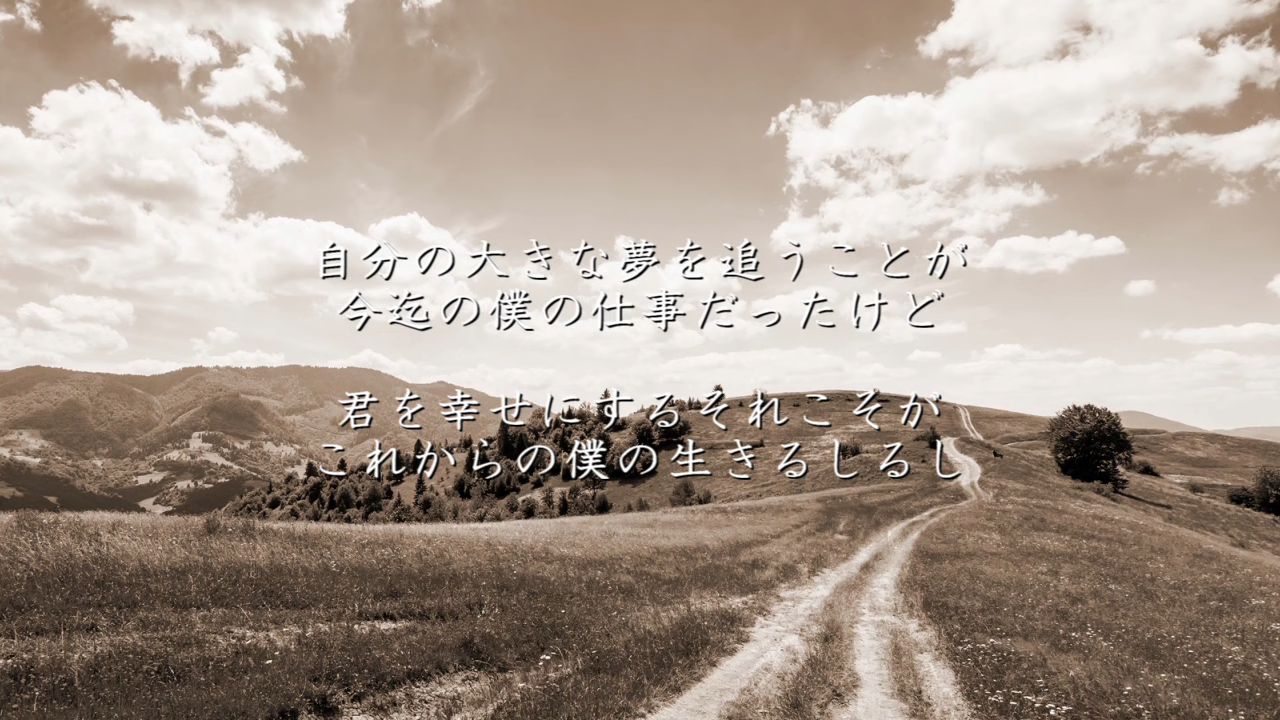 自分の大きな夢を追うことが
今迄の僕の仕事だったけど
君を幸せにするそれこそが
これからの僕の生きるしるし